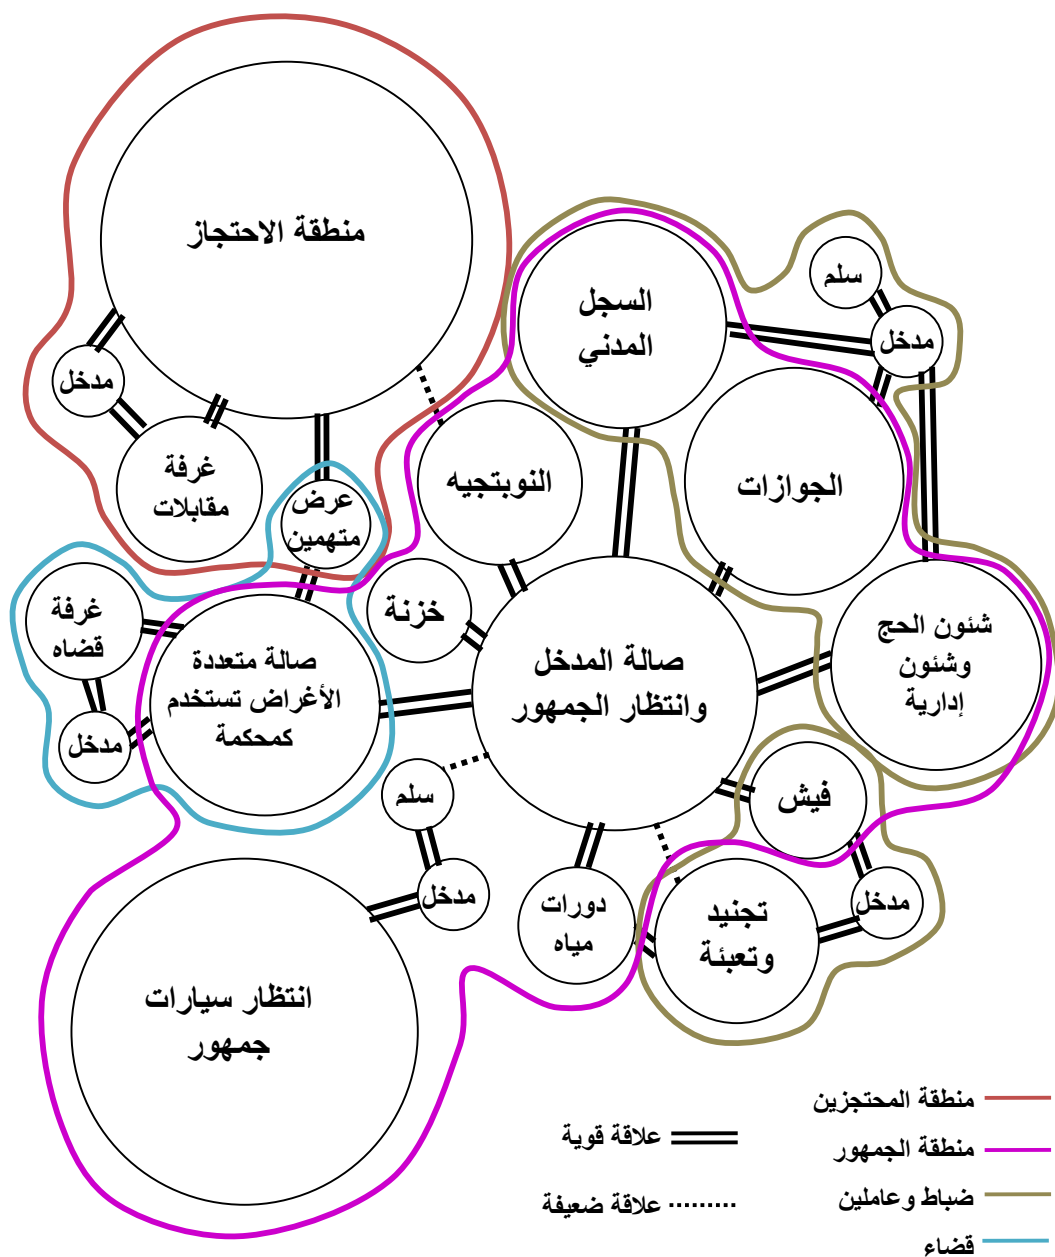 منطقة الاحتجاز
السجل
المدني
سلم
مدخل
مدخل
غرفة
مقابلات
النوبتجيه
الجوازات
عرض
متهمين
غرفة
قضاه
خزنة
شئون الحج
وشئون
إدارية
صالة متعددة
الأغراض تستخدم
كمحكمة
صالة المدخل
وانتظار الجمهور
مدخل
سلم
فيش
مدخل
دورات
مياه
تجنيد
وتعبئة
مدخل
انتظار سيارات
جمهور
منطقة المحتجزين
علاقة قوية
منطقة الجمهور
ضباط وعاملين
علاقة ضعيفة
قضاء